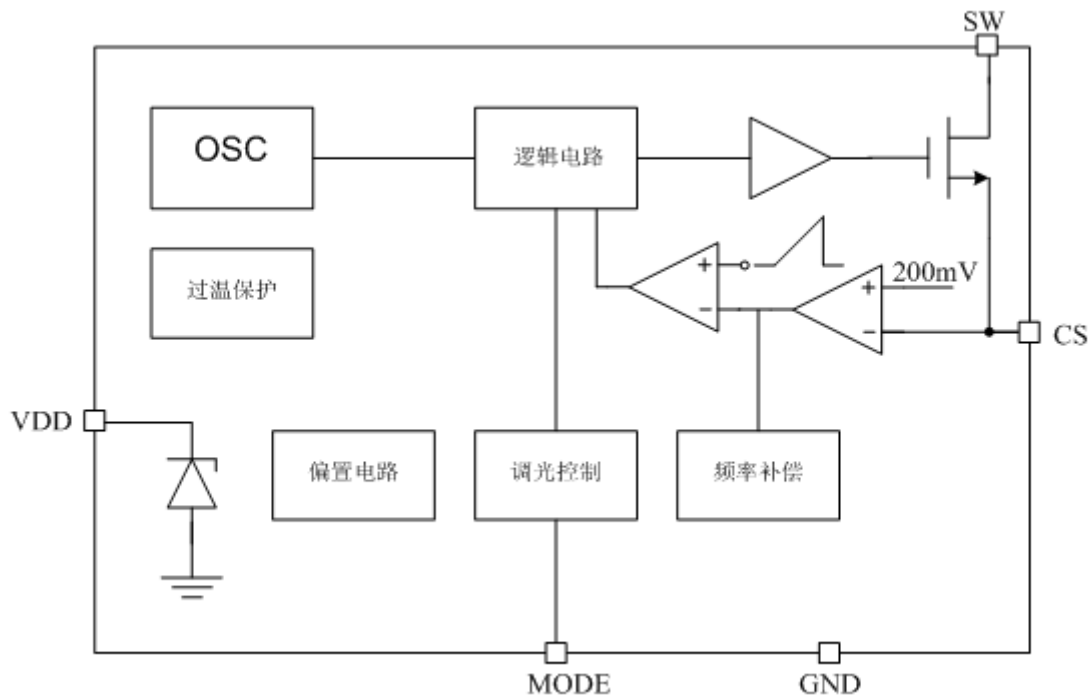 SW
OSC
逻辑电路
过温保护
+
-
200mV
+
-
CS
VDD
偏置电路
调光控制
频率补偿
MODE
GND